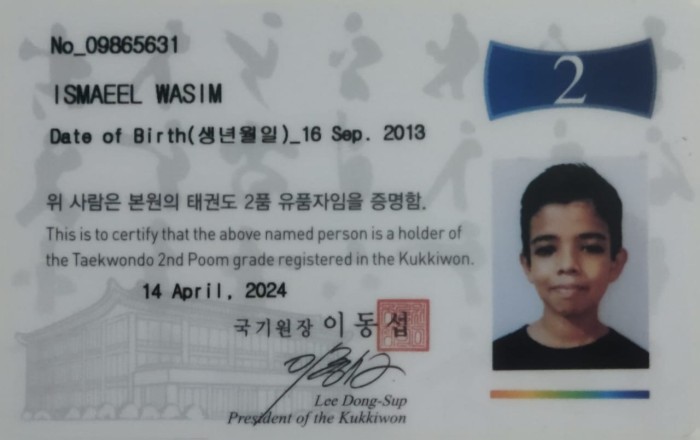 No_09865631
2
ISMAEEL WASIM
Date of Birth(생년월일)_16 Sep. 2013
위 사람은 본원의 태권도 2품 유품자임을 증명함.
This is to certify that the above named person is a holder of
the Taekwondo 2nd Poom grade registered in the Kukkiwon.
14 April, 2024
국기원장 이동섭
Lee Dong-Sup
President of the Kukkiwon